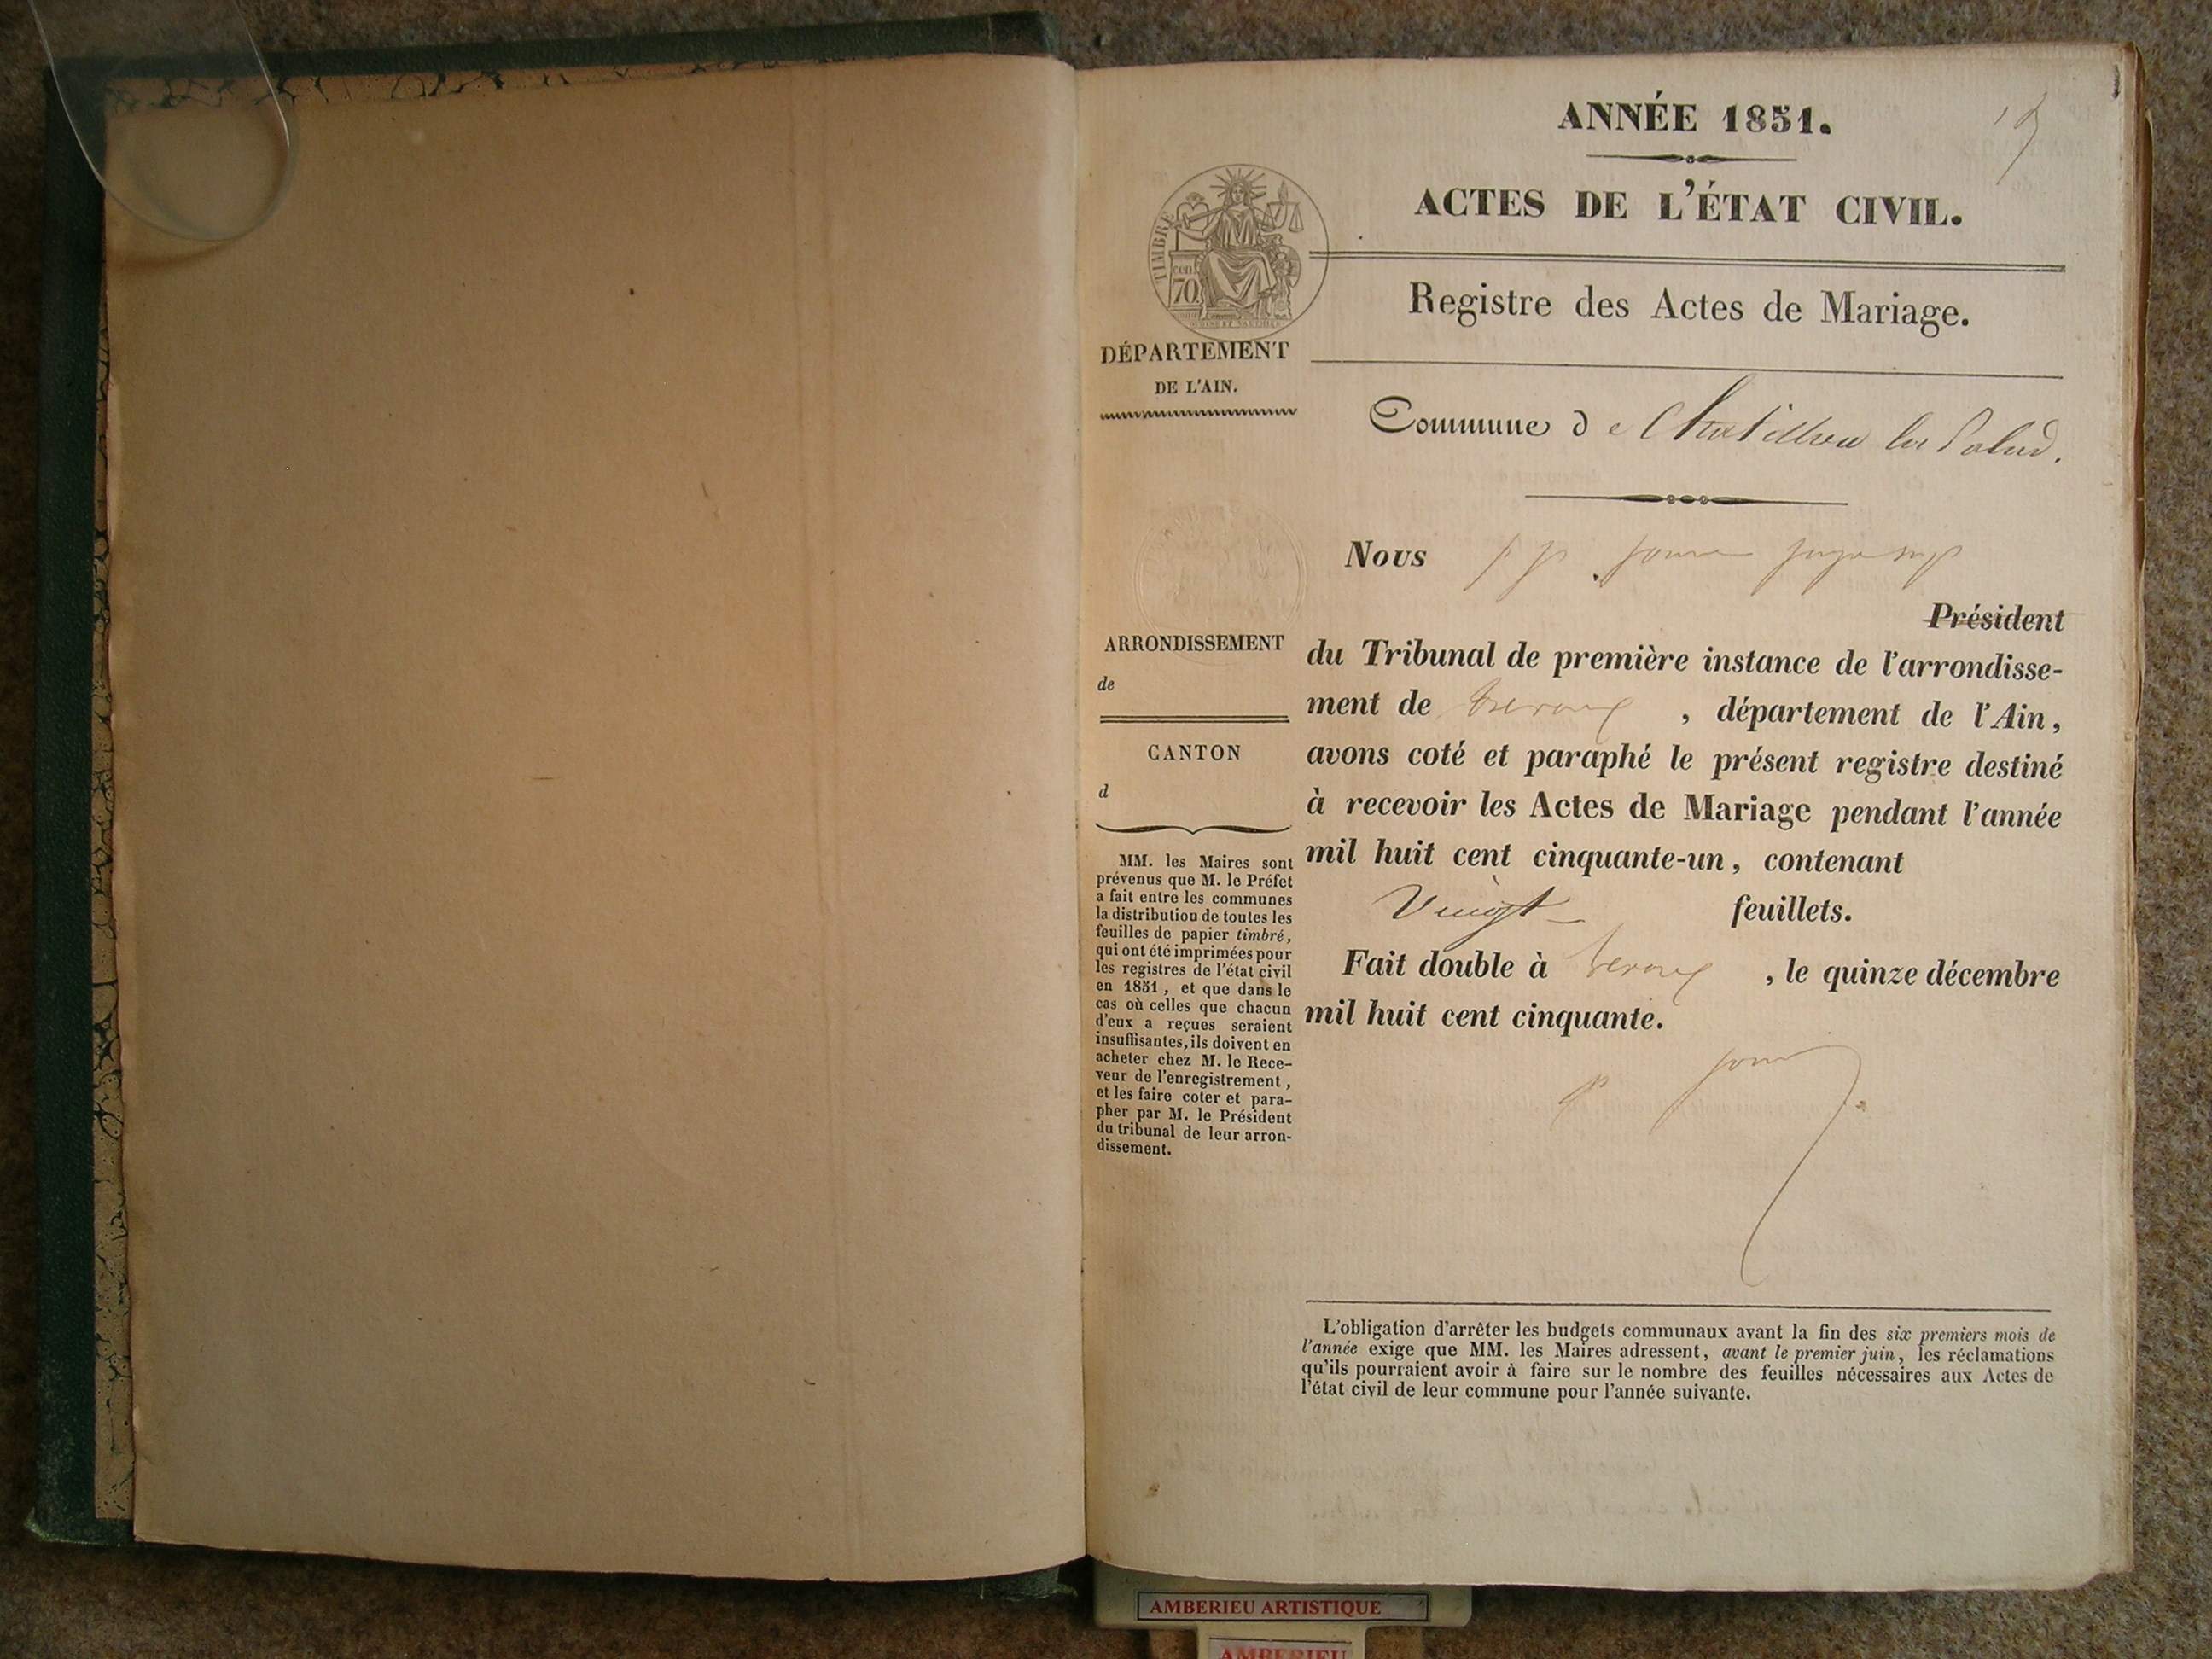 ANNÉE 1851.
ACTES DE L'ÉTAT CIVIL.
Registre des Actes de Mariage.
TIMBRE
cen.
70
DÉPARTEMENT
DE L'AIN.
Commune de Chatillon la Palud.
Nous
Président
ARRONDISSEMENT
de
CANTON
d
du Tribunal de première instance de l'arrondisse-
ment de Trevoux, département de l'Ain,
avons coté et paraphé le présent registre destiné
à recevoir les Actes de Mariage pendant l'année
mil huit cent cinquante-un, contenant
Vingt feuillets.
Fait double à Trevoux, le quinze décembre
mil huit cent cinquante.
MM. les Maires sont
prévenus que M. le Préfet
a fait entre les communes
la distribution de toutes les
feuilles de papier timbré,
qui ont été imprimées pour
les registres de l'état civil
en 1851, et que dans le
cas où celles que chacun
d'eux a reçues seraient
insuffisantes, ils doivent en
acheter chez M. le Rece-
veur de l'enregistrement,
et les faire coter et para-
pher par M. le Président
du tribunal de leur arron-
dissement.
L'obligation d'arrêter les budgets communaux avant la fin des six premiers mois de
l'année exige que MM. les Maires adressent, avant le premier juin, les réclamations
qu'ils pourraient avoir à faire sur le nombre des feuilles nécessaires aux Actes de
l'état civil de leur commune pour l'année suivante.
AMBERIEU ARTISTIQUE
AMBERIEU